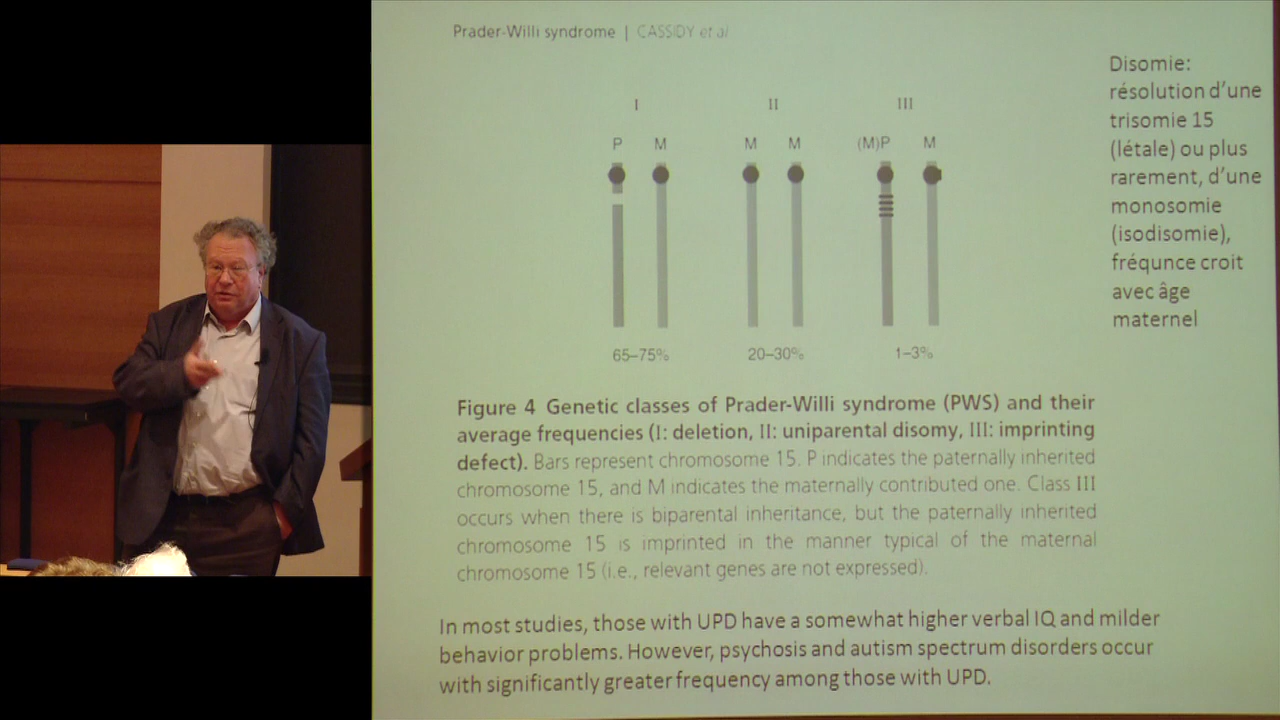 Prader-Willi syndrome | CASSIDY et al
I II III
P M M M (M)P M
65–75% 20–30% 1–3%
Figure 4 Genetic classes of Prader-Willi syndrome (PWS) and their
average frequencies (I: deletion, II: uniparental disomy, III: imprinting
defect). Bars represent chromosome 15. P indicates the paternally inherited
chromosome 15, and M indicates the maternally contributed one. Class III
occurs when there is biparental inheritance, but the paternally inherited
chromosome 15 is imprinted in the manner typical of the maternal
chromosome 15 (i.e., relevant genes are not expressed).
Disomie:
résolution d'une
trisomie 15
(létale) ou plus
rarement, d'une
monosomie
(isodisomie),
fréqunce croit
avec âge
maternel
In most studies, those with UPD have a somewhat higher verbal IQ and milder
behavior problems. However, psychosis and autism spectrum disorders occur
with significantly greater frequency among those with UPD.